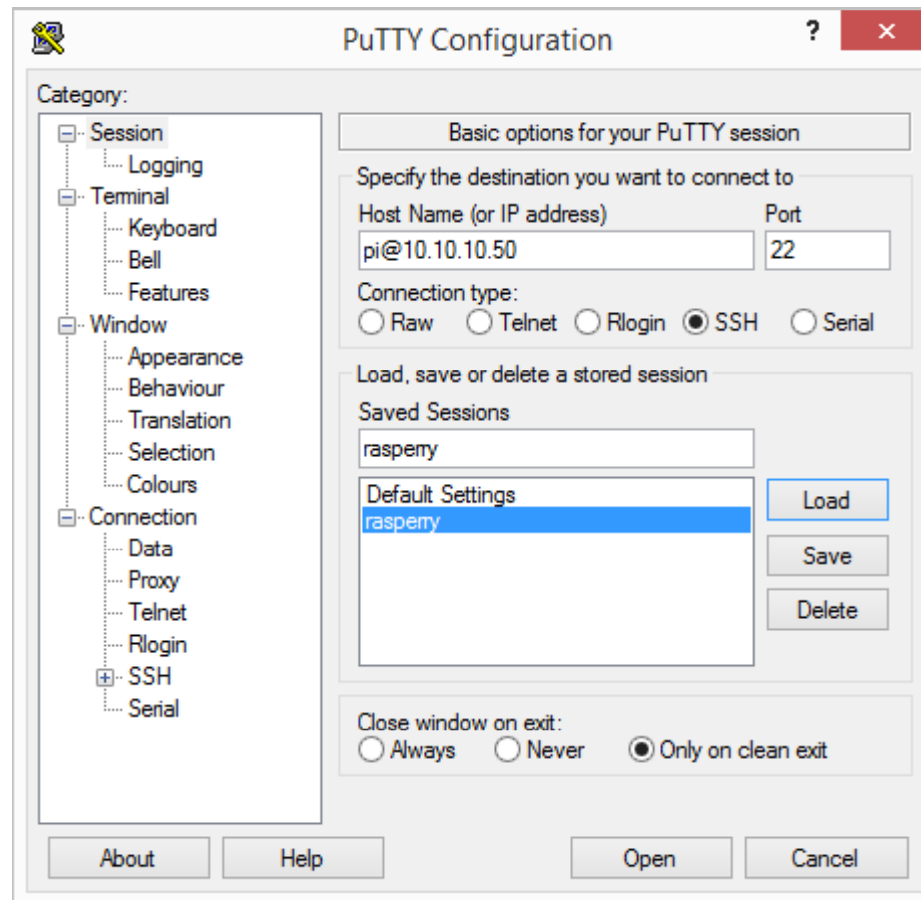 PuTTY Configuration
?
×
Category:
Session
Logging
Terminal
Keyboard
Bell
Features
Window
Appearance
Behaviour
Translation
Selection
Colours
Connection
Data
Proxy
Telnet
Rlogin
SSH
Serial
Basic options for your PuTTY session
Specify the destination you want to connect to
Host Name (or IP address) Port
pi@10.10.10.50 22
Connection type:
Raw Telnet Rlogin SSH Serial
Load, save or delete a stored session
Saved Sessions
rasperry
Default Settings
rasperry
Load
Save
Delete
Close window on exit:
Always Never Only on clean exit
About Help Open Cancel